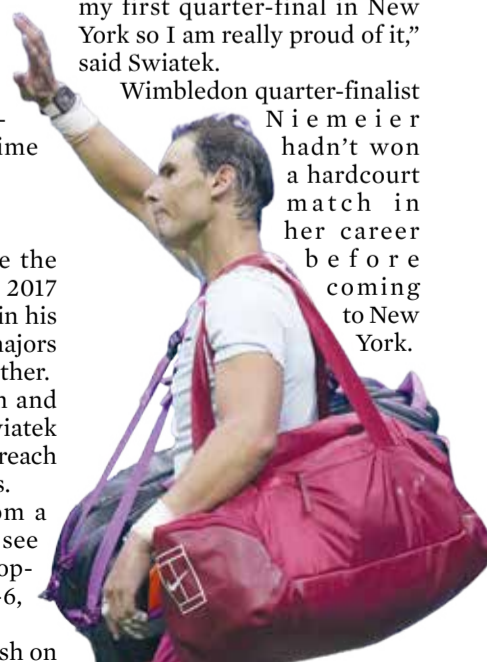 my first quarter-final in New
York so I am really proud of it,”
said Swiatek.
Wimbledon quarter-finalist
Niemeier
hadn’t won
a hardcourt
match in
her career
before
coming
to New
York.
-
ime
e the
2017
in his
majors
ther.
n and
viatek
reach
s.
om a
see
op-
-6,
sh on